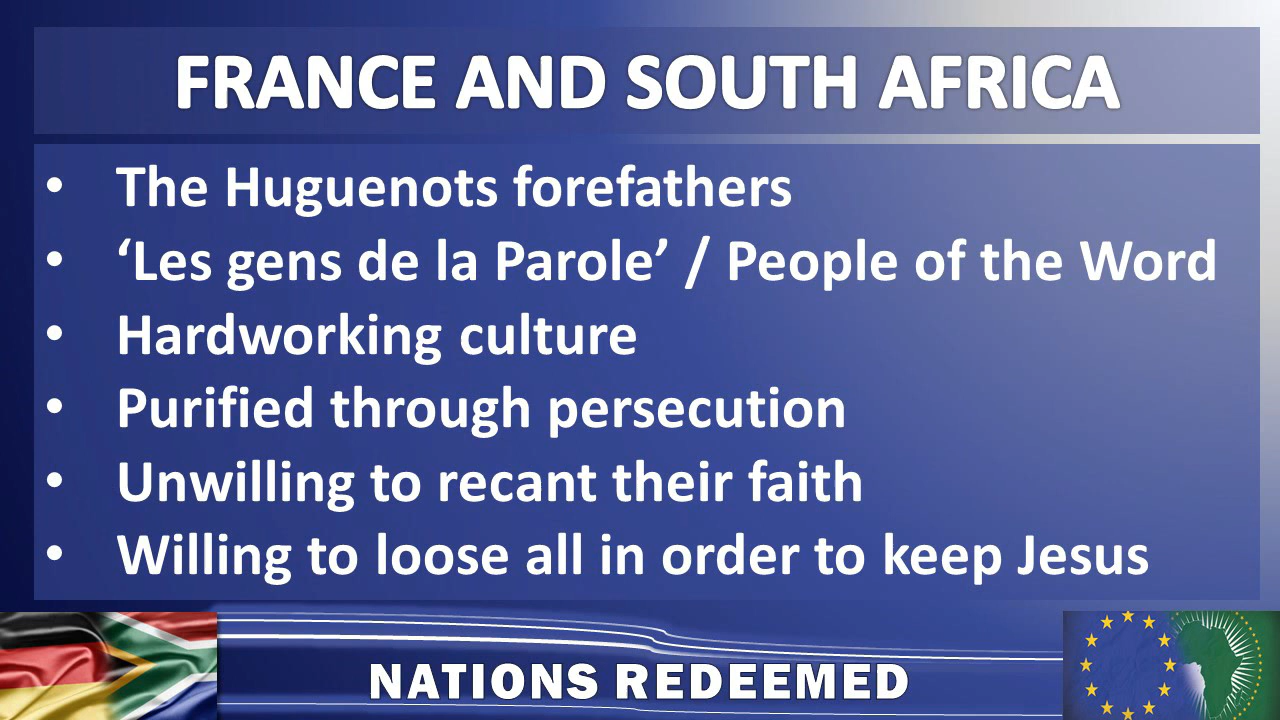 FRANCE AND SOUTH AFRICA
• The Huguenots forefathers
• ‘Les gens de la Parole’ / People of the Word
• Hardworking culture
• Purified through persecution
• Unwilling to recant their faith
• Willing to loose all in order to keep Jesus
NATIONS REDEEMED